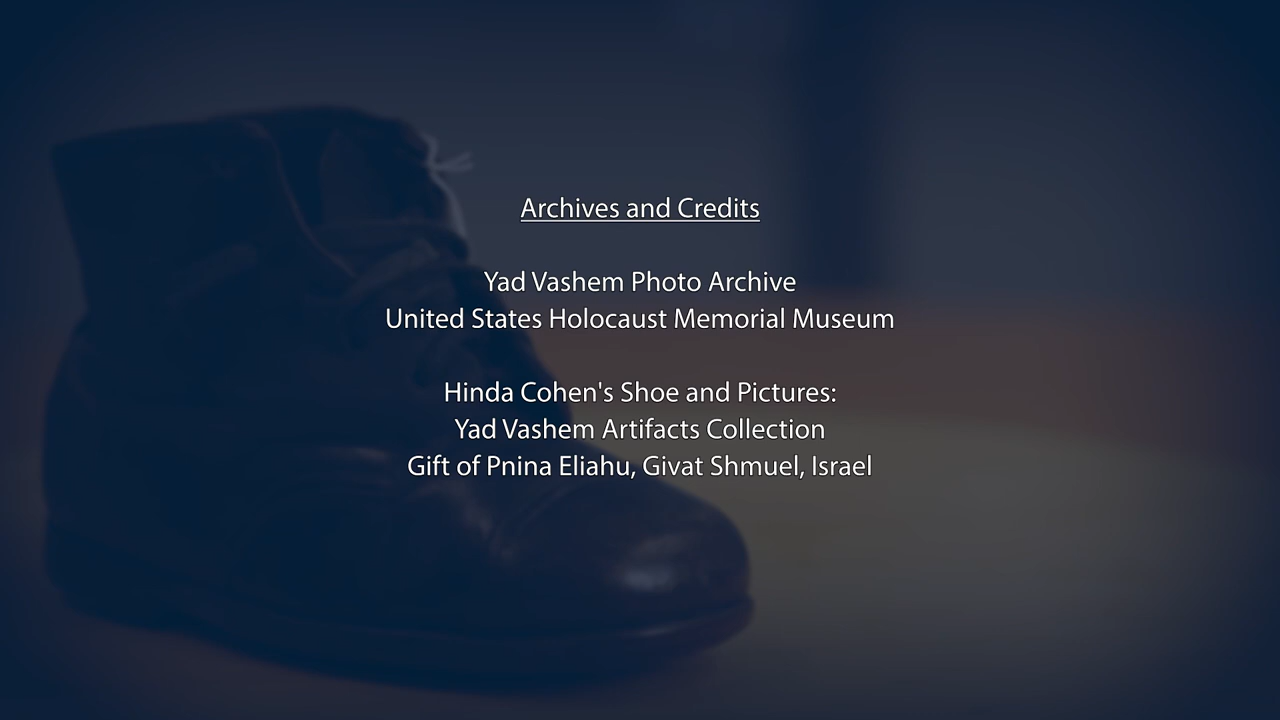 Archives and Credits
Yad Vashem Photo Archive
United States Holocaust Memorial Museum
Hinda Cohen's Shoe and Pictures:
Yad Vashem Artifacts Collection
Gift of Pnina Eliahu, Givat Shmuel, Israel